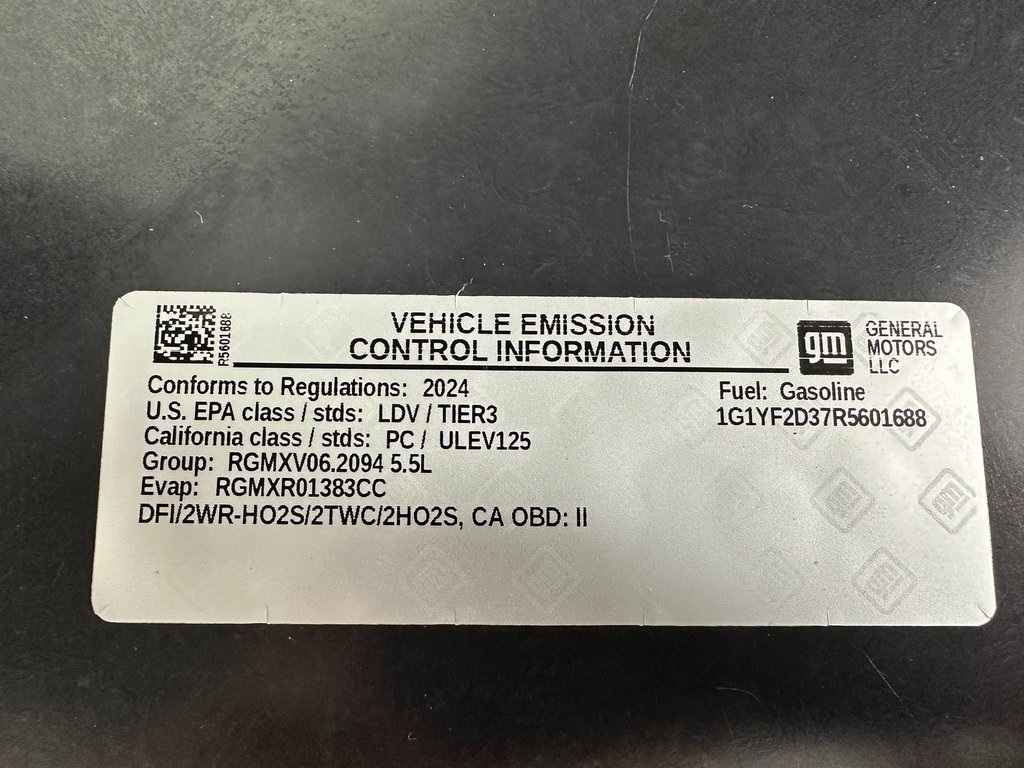 R5601688
VEHICLE EMISSION
CONTROL INFORMATION
gm
GENERAL
MOTORS
LLC
Conforms to Regulations: 2024
U.S. EPA class / stds: LDV / TIER3
California class / stds: PC / ULEV125
Group: RGMXV06.2094 5.5L
Evap: RGMXR01383CC
DFI/2WR-HO2S/2TWC/2HO2S, CA OBD: II
Fuel: Gasoline
1G1YF2D37R5601688